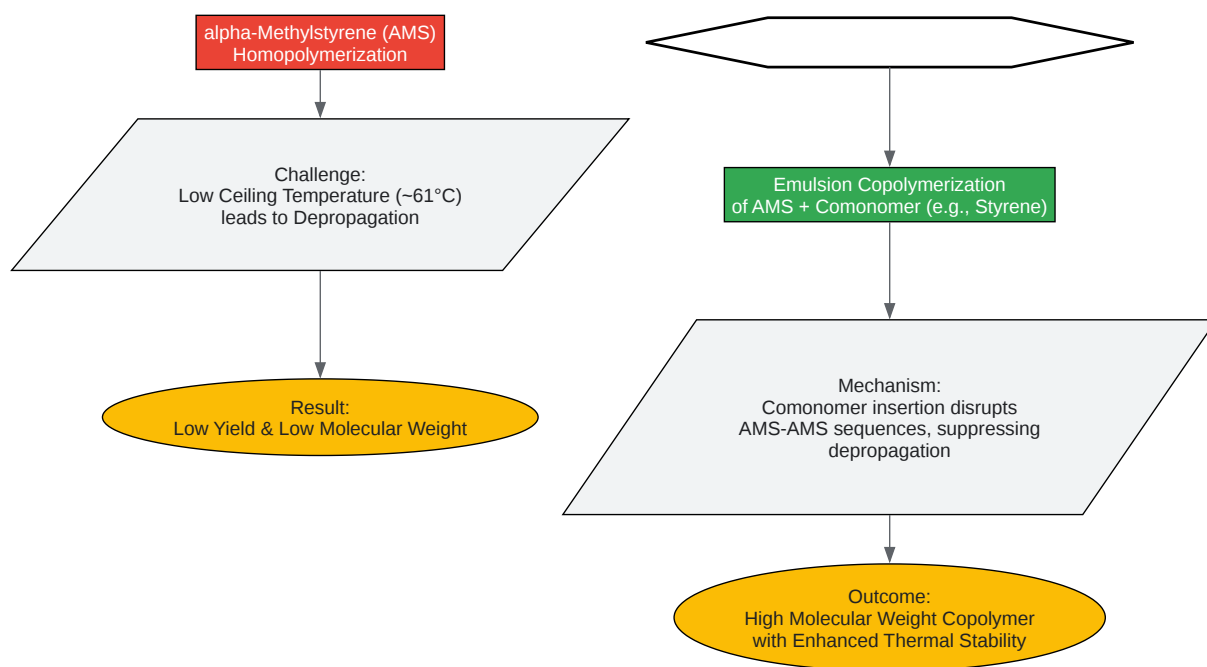 alpha-Methylstyrene (AMS)
Homopolymerization
Challenge:
Low Ceiling Temperature (~61°C)
leads to Depropagation
Result:
Low Yield & Low Molecular Weight
Emulsion Copolymerization
of AMS + Comonomer (e.g., Styrene)
Mechanism:
Comonomer insertion disrupts
AMS-AMS sequences, suppressing
depropagation
Outcome:
High Molecular Weight Copolymer
with Enhanced Thermal Stability